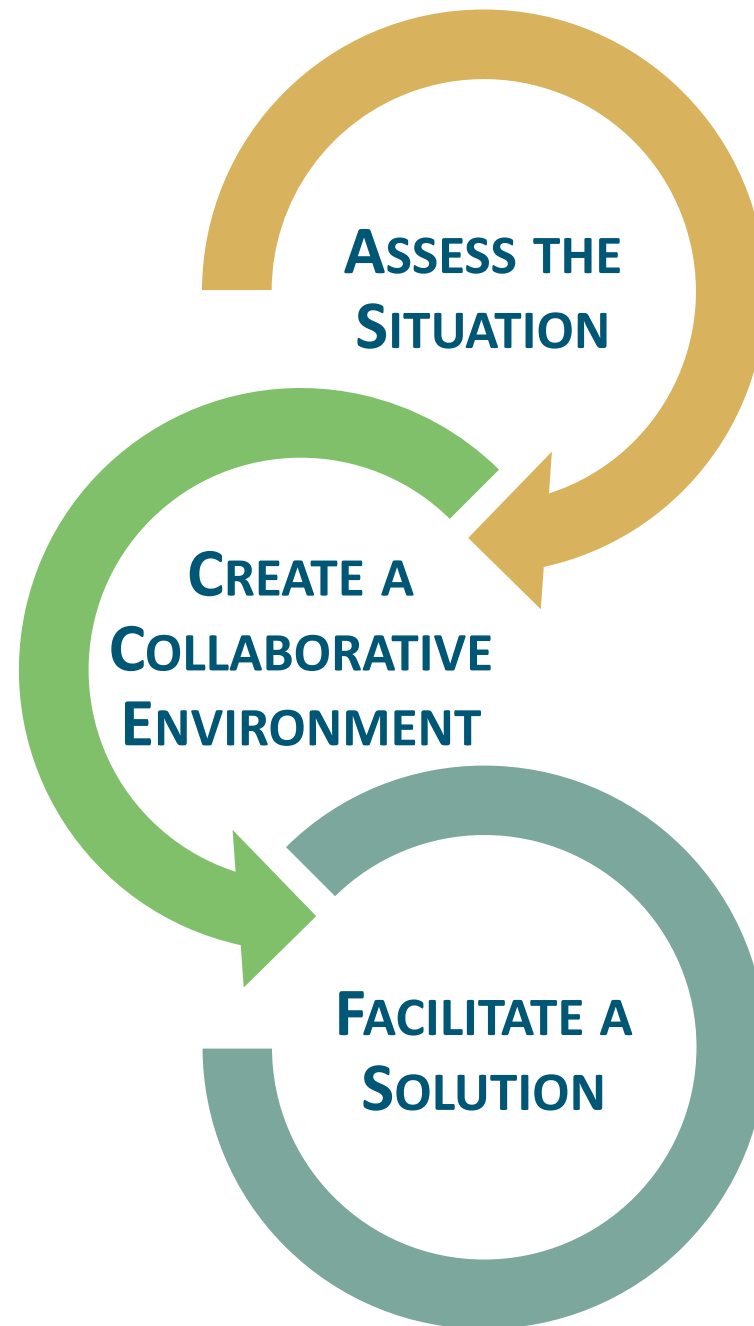 Assess the
Situation
Create a
Collaborative
Environment
Facilitate a
Solution